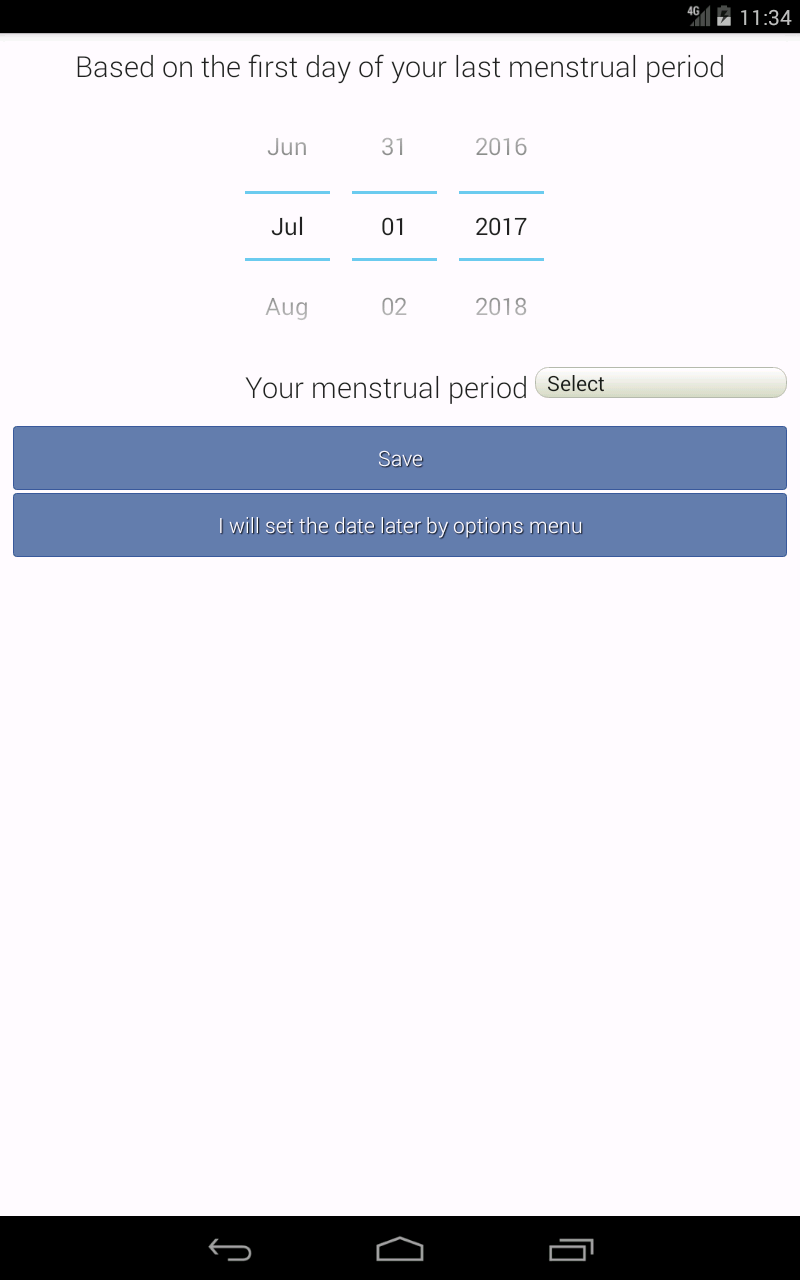 4G 11:34
Based on the first day of your last menstrual period
Jun 31 2016
Jul 01 2017
Aug 02 2018
Your menstrual period Select
Save
I will set the date later by options menu